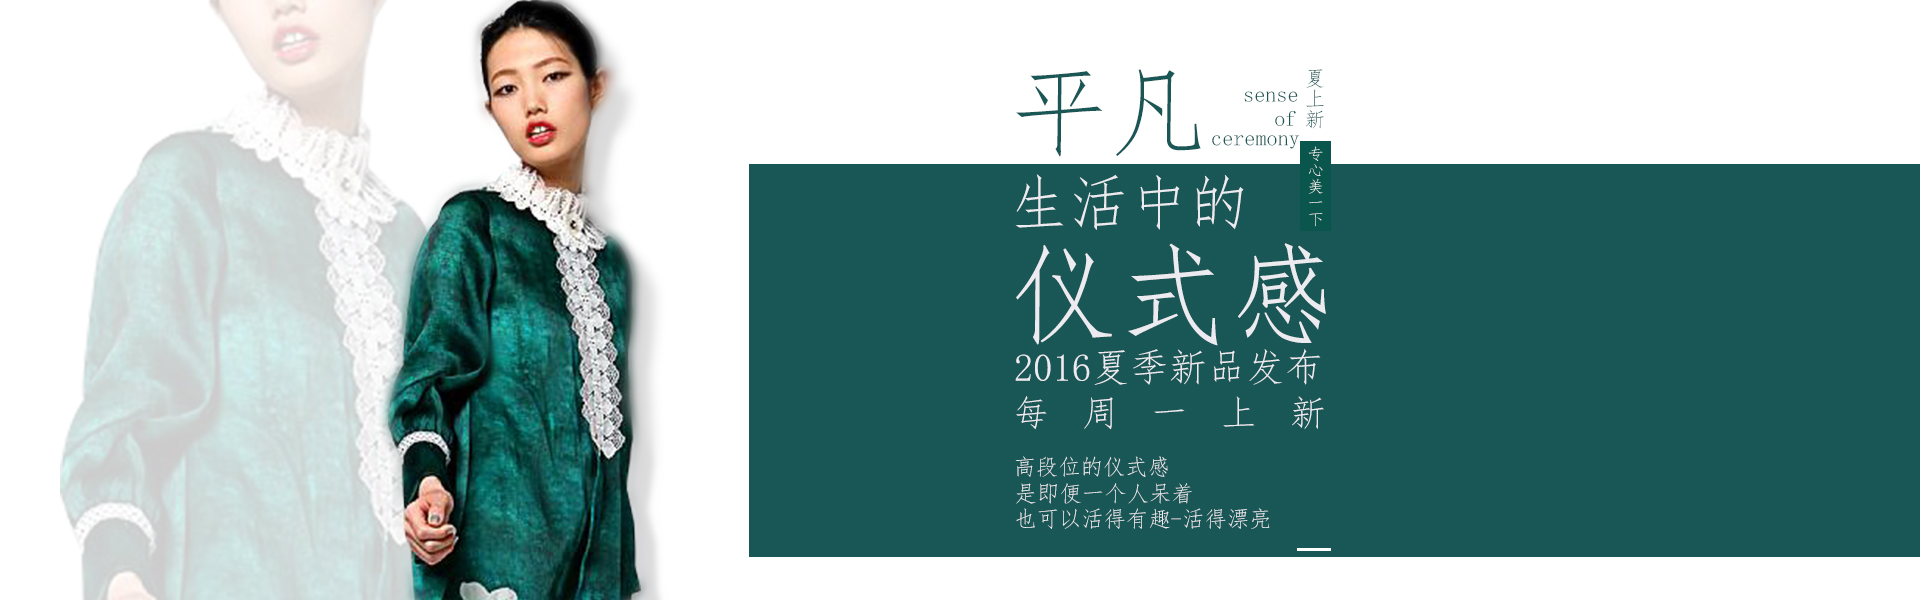 平凡
sense
of
ceremony
夏上新
专心美一下
生活中的
仪式感
2016夏季新品发布
每周一上新
高段位的仪式感
是即便一个人呆着
也可以活得有趣-活得漂亮